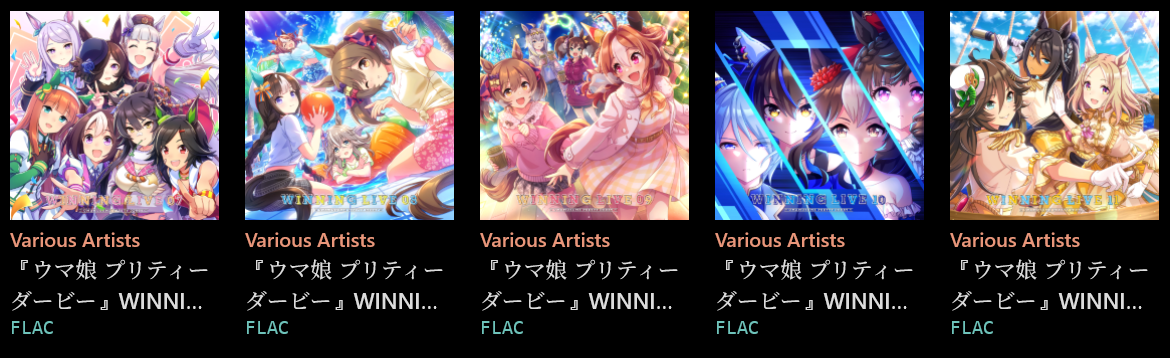 WINNING LIVE 07
WINNING LIVE 08
WINNING LIVE 09
WINNING LIVE 10
WINNING LIVE 11
Various Artists
『ウマ娘 プリティー
ダービー』WINNI...
FLAC
Various Artists
『ウマ娘 プリティー
ダービー』WINNI...
FLAC
Various Artists
『ウマ娘 プリティー
ダービー』WINNI...
FLAC
Various Artists
『ウマ娘 プリティー
ダービー』WINNI...
FLAC
Various Artists
『ウマ娘 プリティー
ダービー』WINNI...
FLAC